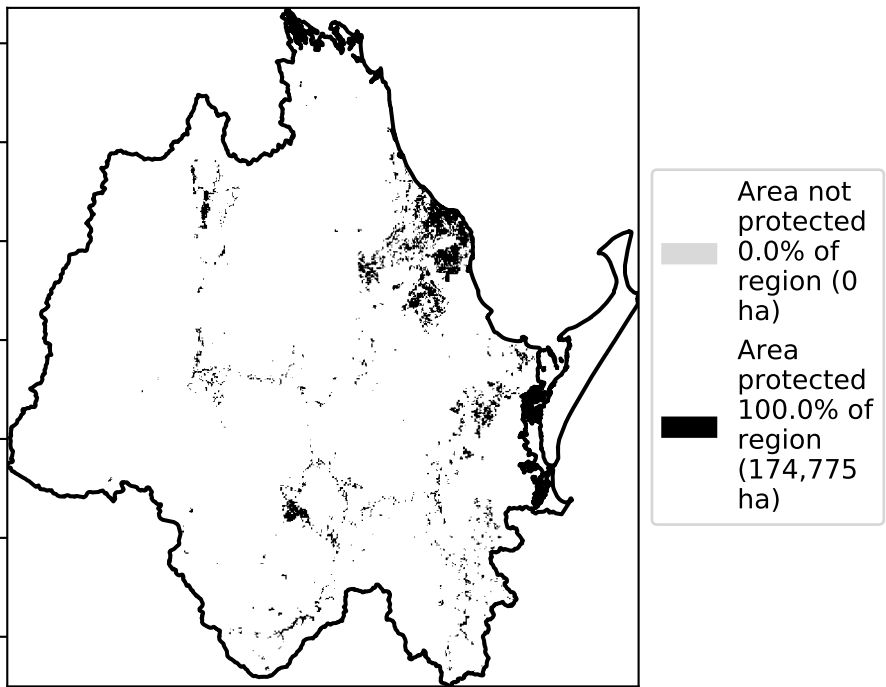 Area not
protected
0.0% of
region (0
ha)
Area
protected
100.0% of
region
(174,775
ha)